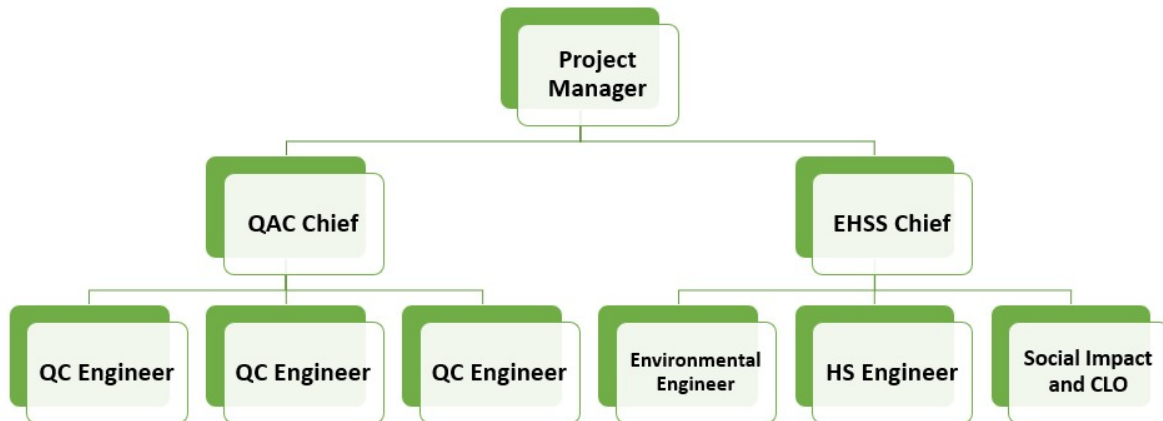 Project
Manager
QAC Chief
EHSS Chief
QC Engineer
QC Engineer
QC Engineer
Environmental
Engineer
HS Engineer
Social Impact
and CLO